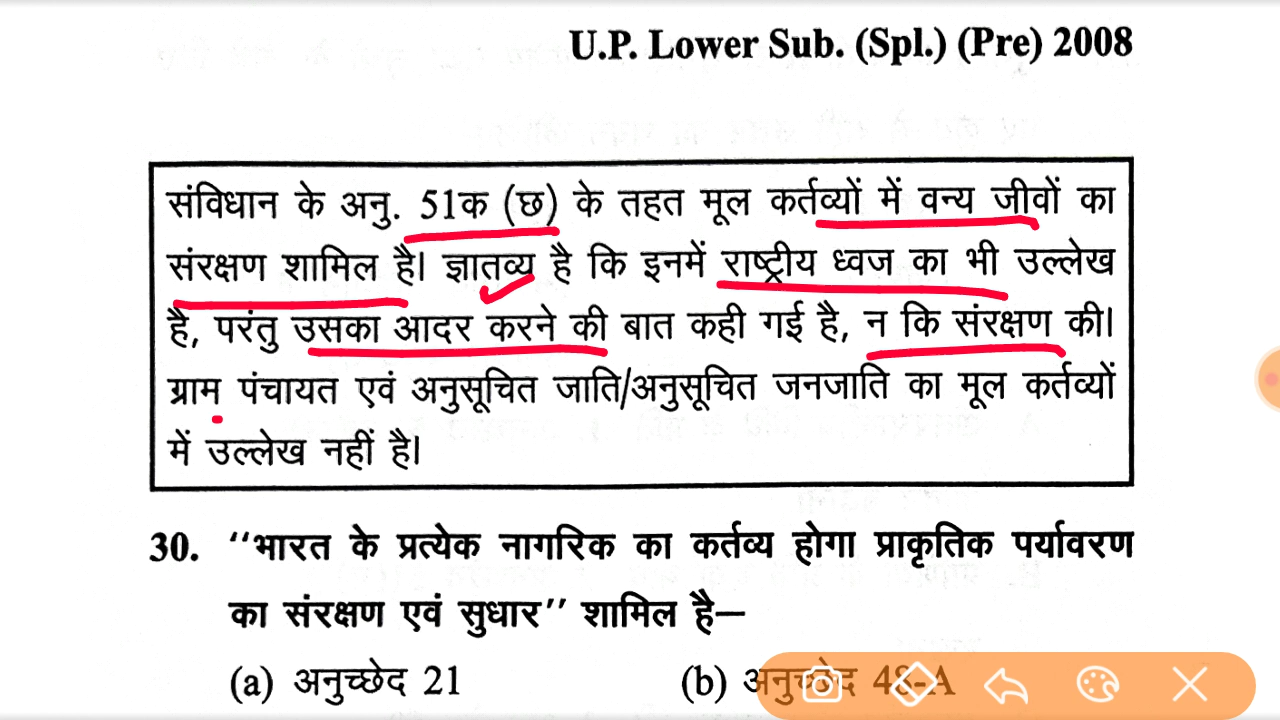 U.P. Lower Sub. (Spl.) (Pre) 2008
संविधान के अनु. 51क (छ) के तहत मूल कर्तव्यों में वन्य जीवों का
संरक्षण शामिल है। ज्ञातव्य है कि इनमें राष्ट्रीय ध्वज का भी उल्लेख
है, परंतु उसका आदर करने की बात कही गई है, न कि संरक्षण की।
ग्राम पंचायत एवं अनुसूचित जाति/अनुसूचित जनजाति का मूल कर्तव्यों
में उल्लेख नहीं है।
30. ‘‘भारत के प्रत्येक नागरिक का कर्तव्य होगा प्राकृतिक पर्यावरण
का संरक्षण एवं सुधार’’ शामिल है–
(a) अनुच्छेद 21 (b) अनुच्छेद 48-A